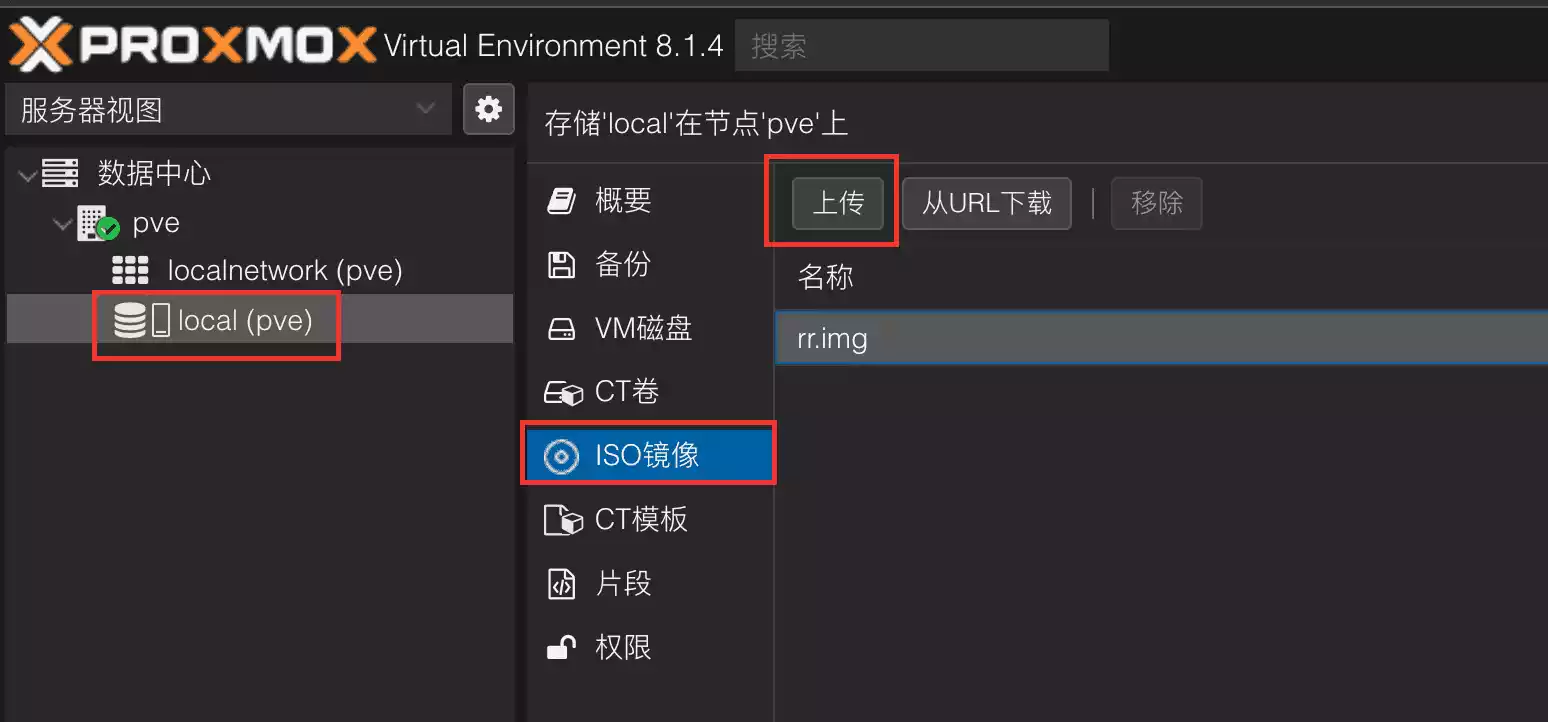 PROXMOX Virtual Environment 8.1.4 搜索
服务器视图
数据中心
pve
localnetwork (pve)
local (pve)
存储'local'在节点'pve'上
概要
备份
VM磁盘
CT卷
ISO镜像
CT模板
片段
权限
上传 从URL下载 移除
名称
rr.img